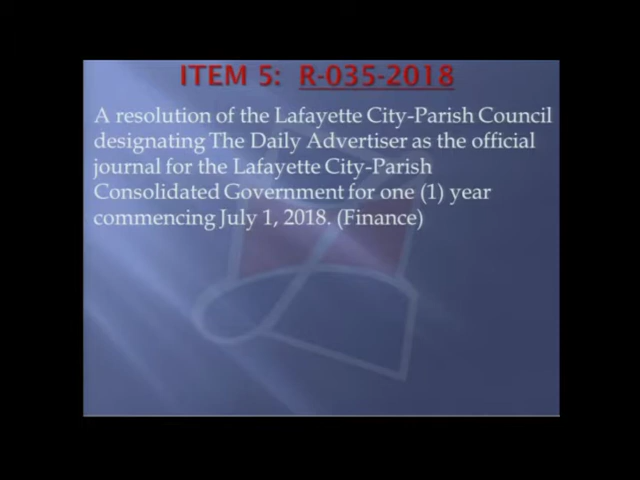 ITEM 5: R-035-2018
A resolution of the Lafayette City-Parish Council
designating The Daily Advertiser as the official
journal for the Lafayette City-Parish
Consolidated Government for one (1) year
commencing July 1, 2018. (Finance)